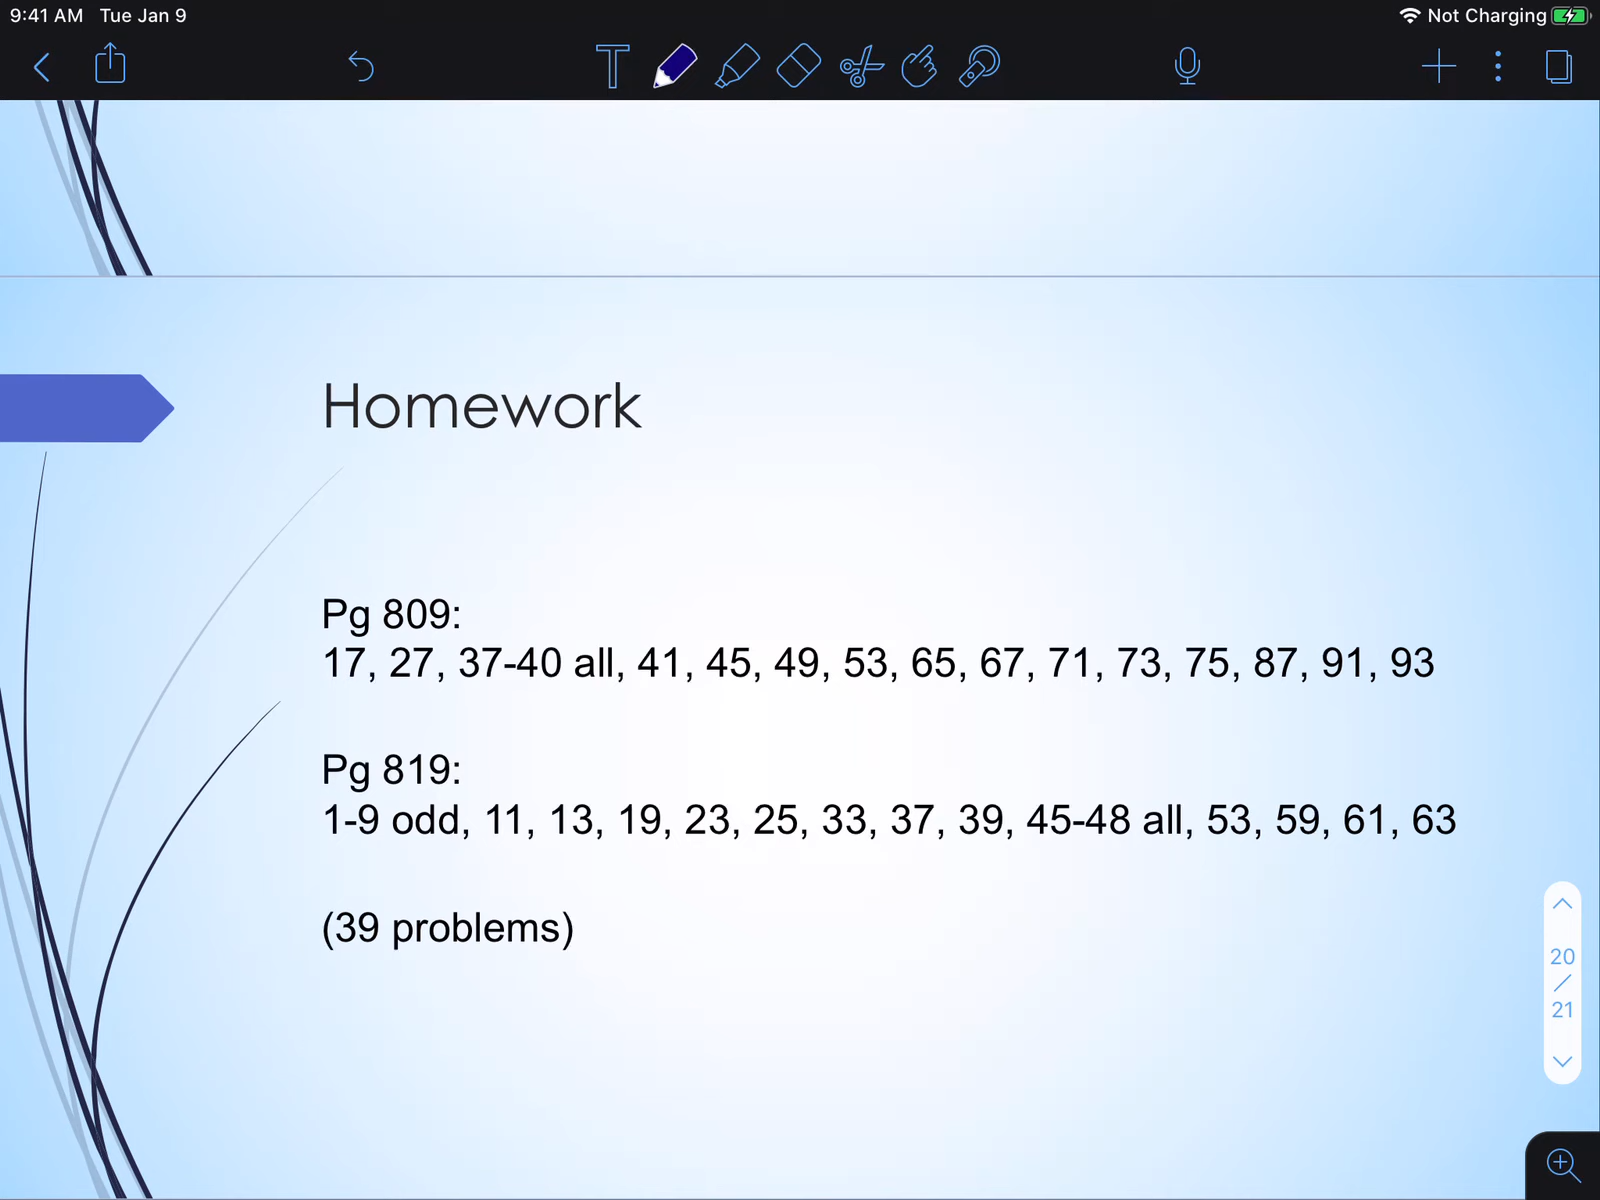 9:41 AM Tue Jan 9
Not Charging
T
Homework
Pg 809:
17, 27, 37-40 all, 41, 45, 49, 53, 65, 67, 71, 73, 75, 87, 91, 93
Pg 819:
1-9 odd, 11, 13, 19, 23, 25, 33, 37, 39, 45-48 all, 53, 59, 61, 63
(39 problems)
20
/
21